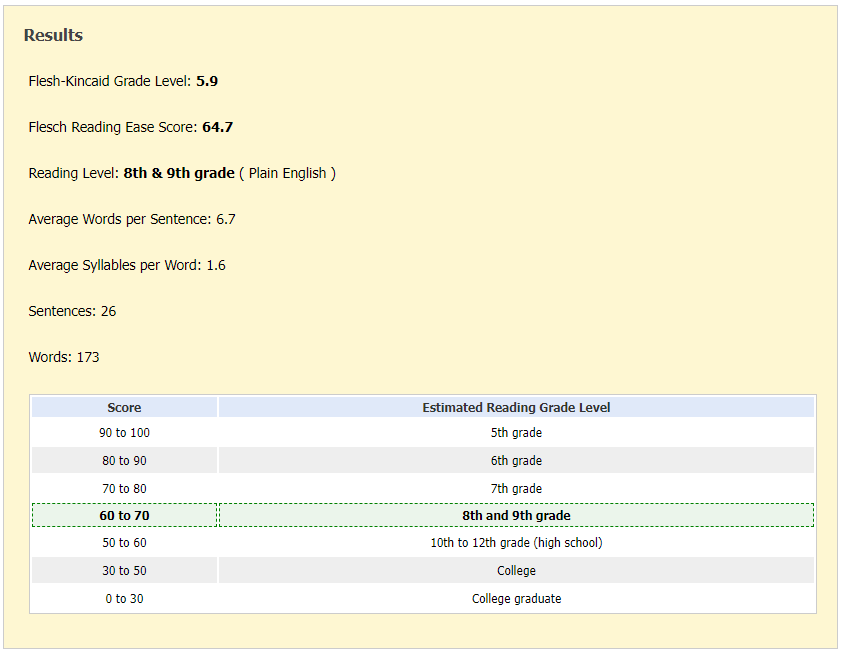 Results
Flesh-Kincaid Grade Level: 5.9
Flesch Reading Ease Score: 64.7
Reading Level: 8th & 9th grade ( Plain English )
Average Words per Sentence: 6.7
Average Syllables per Word: 1.6
Sentences: 26
Words: 173
Score Estimated Reading Grade Level
90 to 100 5th grade
80 to 90 6th grade
70 to 80 7th grade
60 to 70 8th and 9th grade
50 to 60 10th to 12th grade (high school)
30 to 50 College
0 to 30 College graduate